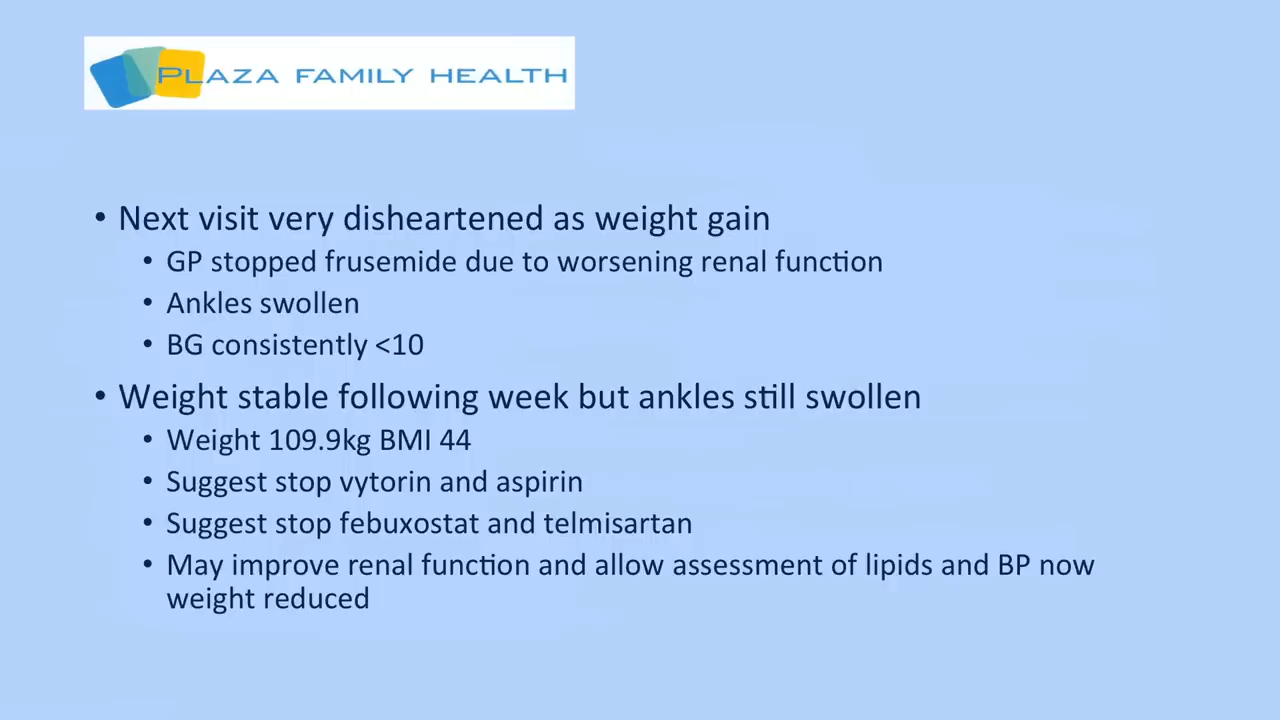 PLAZA FAMILY HEALTH
• Next visit very disheartened as weight gain
• GP stopped frusemide due to worsening renal function
• Ankles swollen
• BG consistently <10
• Weight stable following week but ankles still swollen
• Weight 109.9kg BMI 44
• Suggest stop vytorin and aspirin
• Suggest stop febuxostat and telmisartan
• May improve renal function and allow assessment of lipids and BP now
weight reduced